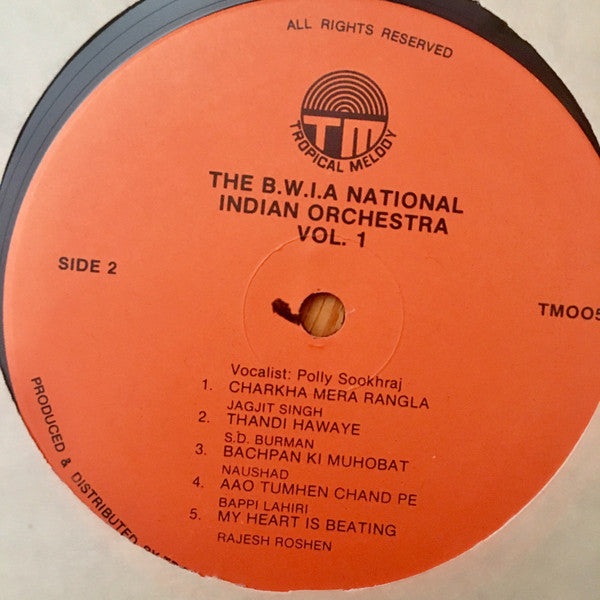 ALL RIGHTS RESERVED
TM
TROPICAL MELODY
THE B.W.I.A NATIONAL
INDIAN ORCHESTRA
VOL. 1
SIDE 2
TMOO5
Vocalist: Polly Sookhraj
1. CHARKHA MERA RANGLA
JAGJIT SINGH
2. THANDI HAWAYE
S.D. BURMAN
3. BACHPAN KI MUHOBAT
NAUSHAD
4. AAO TUMHEN CHAND PE
BAPPI LAHIRI
5. MY HEART IS BEATING
RAJESH ROSHEN
PRODUCED & DISTRIBUTED BY